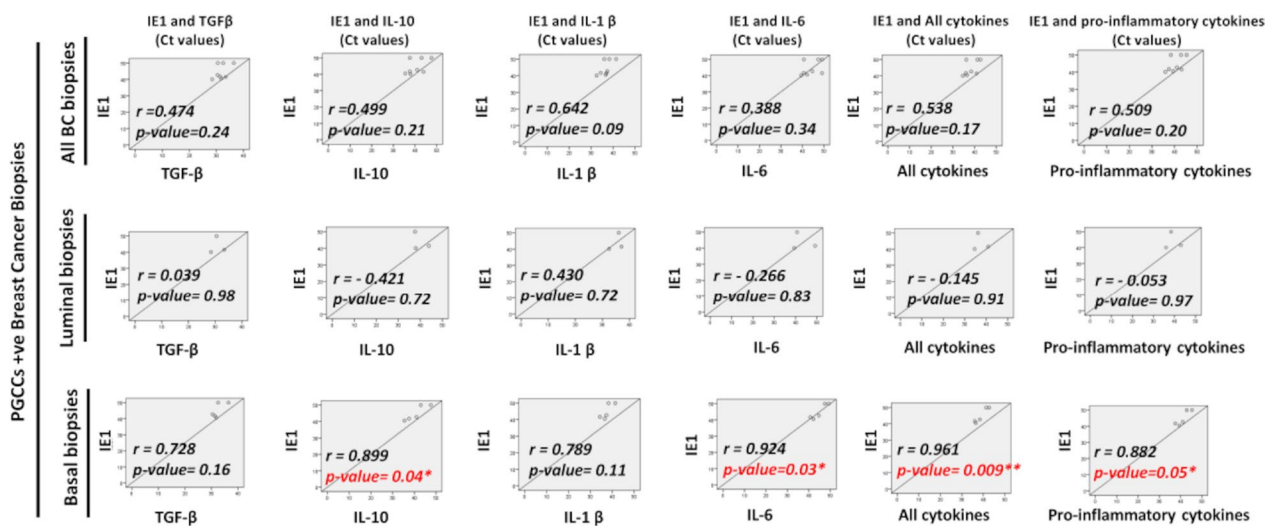 IE1 and TGFβ
(Ct values)
IE1 and IL-10
(Ct values)
IE1 and IL-1 β
(Ct values)
IE1 and IL-6
(Ct values)
IE1 and All cytokines
(Ct values)
IE1 and pro-inflammatory cytokines
(Ct values)
PGCCs +ve Breast Cancer Biopsies
All BC biopsies
IE1
r =0.474
p-value=0.24
TGF-β
IE1
r =0.499
p-value= 0.21
IL-10
IE1
r = 0.642
p-value= 0.09
IL-1 β
IE1
r = 0.388
p-value= 0.34
IL-6
IE1
r = 0.538
p-value=0.17
All cytokines
IE1
r = 0.509
p-value= 0.20
Pro-inflammatory cytokines
Luminal biopsies
IE1
r = 0.039
p-value= 0.98
TGF-β
IE1
r = - 0.421
p-value= 0.72
IL-10
IE1
r = 0.430
p-value= 0.72
IL-1 β
IE1
r = - 0.266
p-value= 0.83
IL-6
IE1
r = - 0.145
p-value= 0.91
All cytokines
IE1
r = - 0.053
p-value= 0.97
Pro-inflammatory cytokines
Basal biopsies
IE1
r = 0.728
p-value= 0.16
TGF-β
IE1
r = 0.899
p-value= 0.04*
IL-10
IE1
r = 0.789
p-value= 0.11
IL-1 β
IE1
r = 0.924
p-value=0.03*
IL-6
IE1
r = 0.961
p-value= 0.009**
All cytokines
IE1
r = 0.882
p-value=0.05*
Pro-inflammatory cytokines